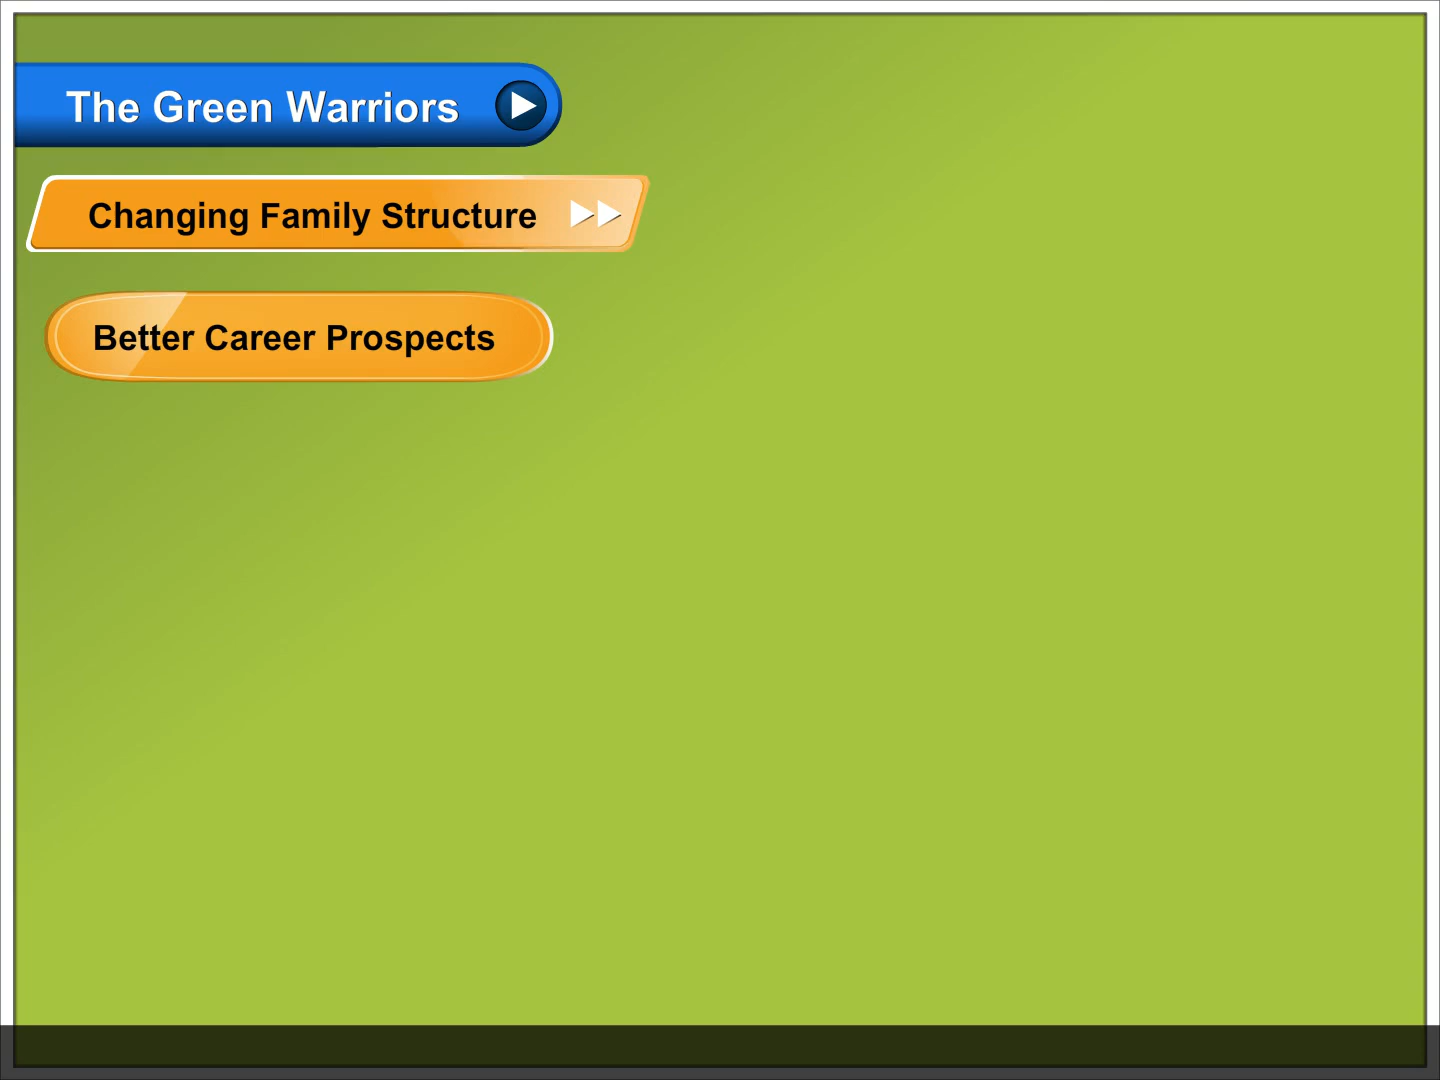 The Green Warriors
Changing Family Structure
Better Career Prospects